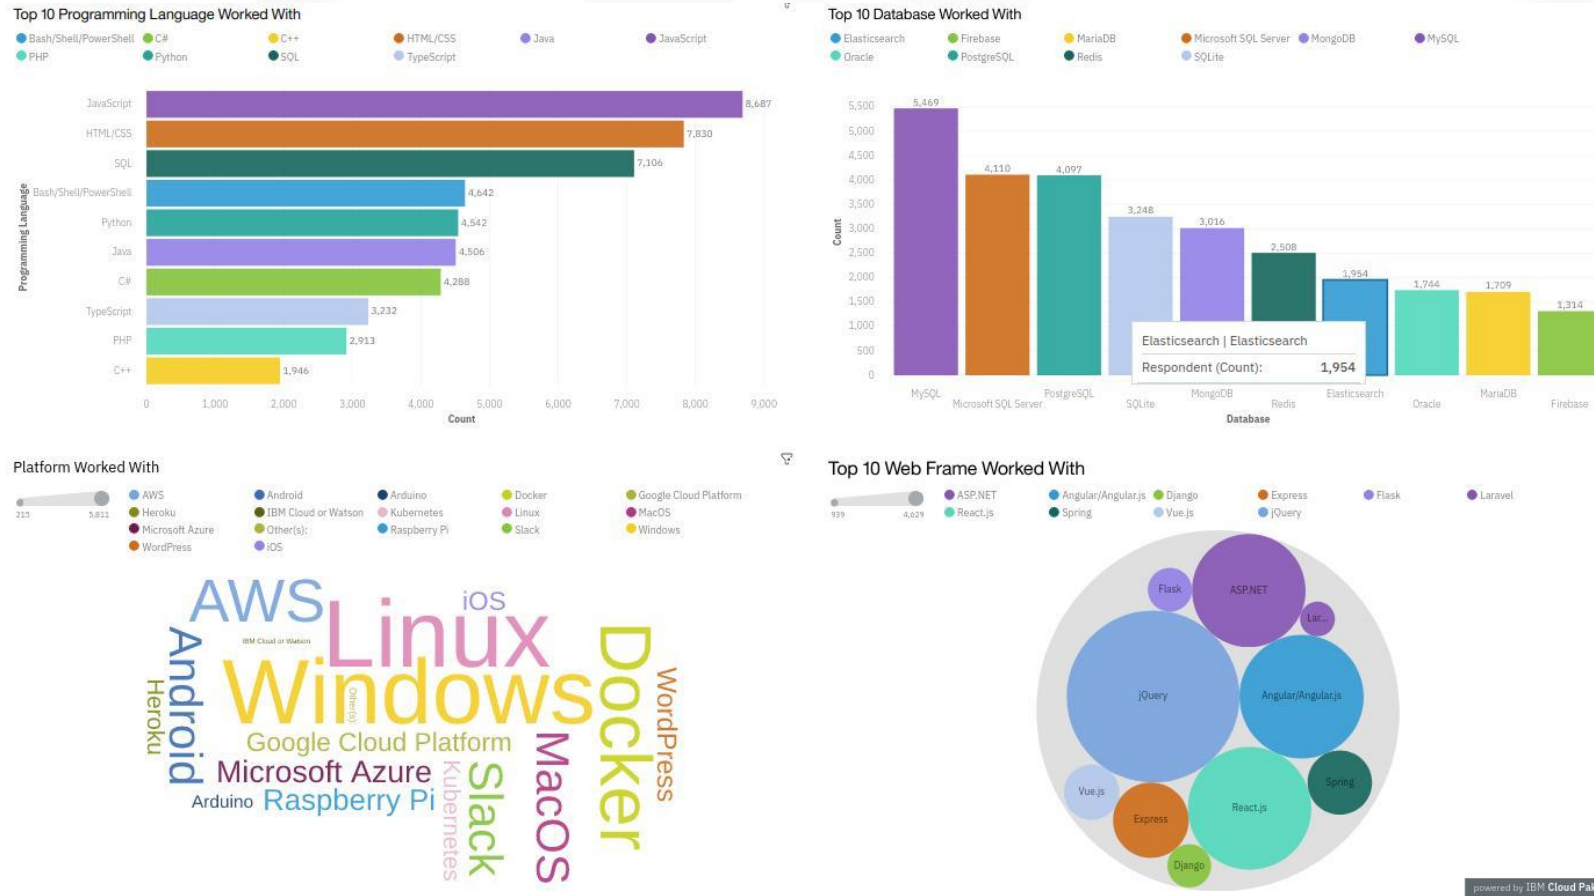 Top 10 Programming Language Worked With
Bash/Shell/PowerShell C# C++ HTML/CSS Java JavaScript
PHP Python SQL TypeScript
Programming Language
JavaScript 8,687
HTML/CSS 7,830
SQL 7,106
Bash/Shell/PowerShell 4,642
Python 4,542
Java 4,506
C# 4,288
TypeScript 3,232
PHP 2,913
C++ 1,946
0 1,000 2,000 3,000 4,000 5,000 6,000 7,000 8,000 9,000
Count
Top 10 Database Worked With
Elasticsearch Firebase MariaDB Microsoft SQL Server MongoDB MySQL
Oracle PostgreSQL Redis SQLite
Count
5,500
5,000
4,500
4,000
3,500
3,000
2,500
2,000
1,500
1,000
500
0
5,469 4,110 4,097 3,248 3,016 2,508 1,954 1,744 1,709 1,314
Elasticsearch | Elasticsearch
Respondent (Count): 1,954
MySQL Microsoft SQL Server PostgreSQL SQLite MongoDB Redis Elasticsearch Oracle MariaDB Firebase
Database
Platform Worked With
215 5,811
AWS Android Arduino Docker Google Cloud Platform
Heroku IBM Cloud or Watson Kubernetes Linux MacOS
Microsoft Azure Other(s): Raspberry Pi Slack Windows
WordPress iOS
AWS
iOS
IBM Cloud or Watson
Linux
Android
Heroku
Windows
Other(s):
Docker
WordPress
Google Cloud Platform
Microsoft Azure
Arduino Raspberry Pi
Kubernetes
Slack
MacOS
Top 10 Web Frame Worked With
939 4,629
ASP.NET Angular/Angular.js Django Express Flask Laravel
React.js Spring Vue.js jQuery
Flask
ASP.NET
Lar...
jQuery
Angular/Angular.js
Vue.js
Spring
Express
React.js
Django
powered by IBM Cloud Pa